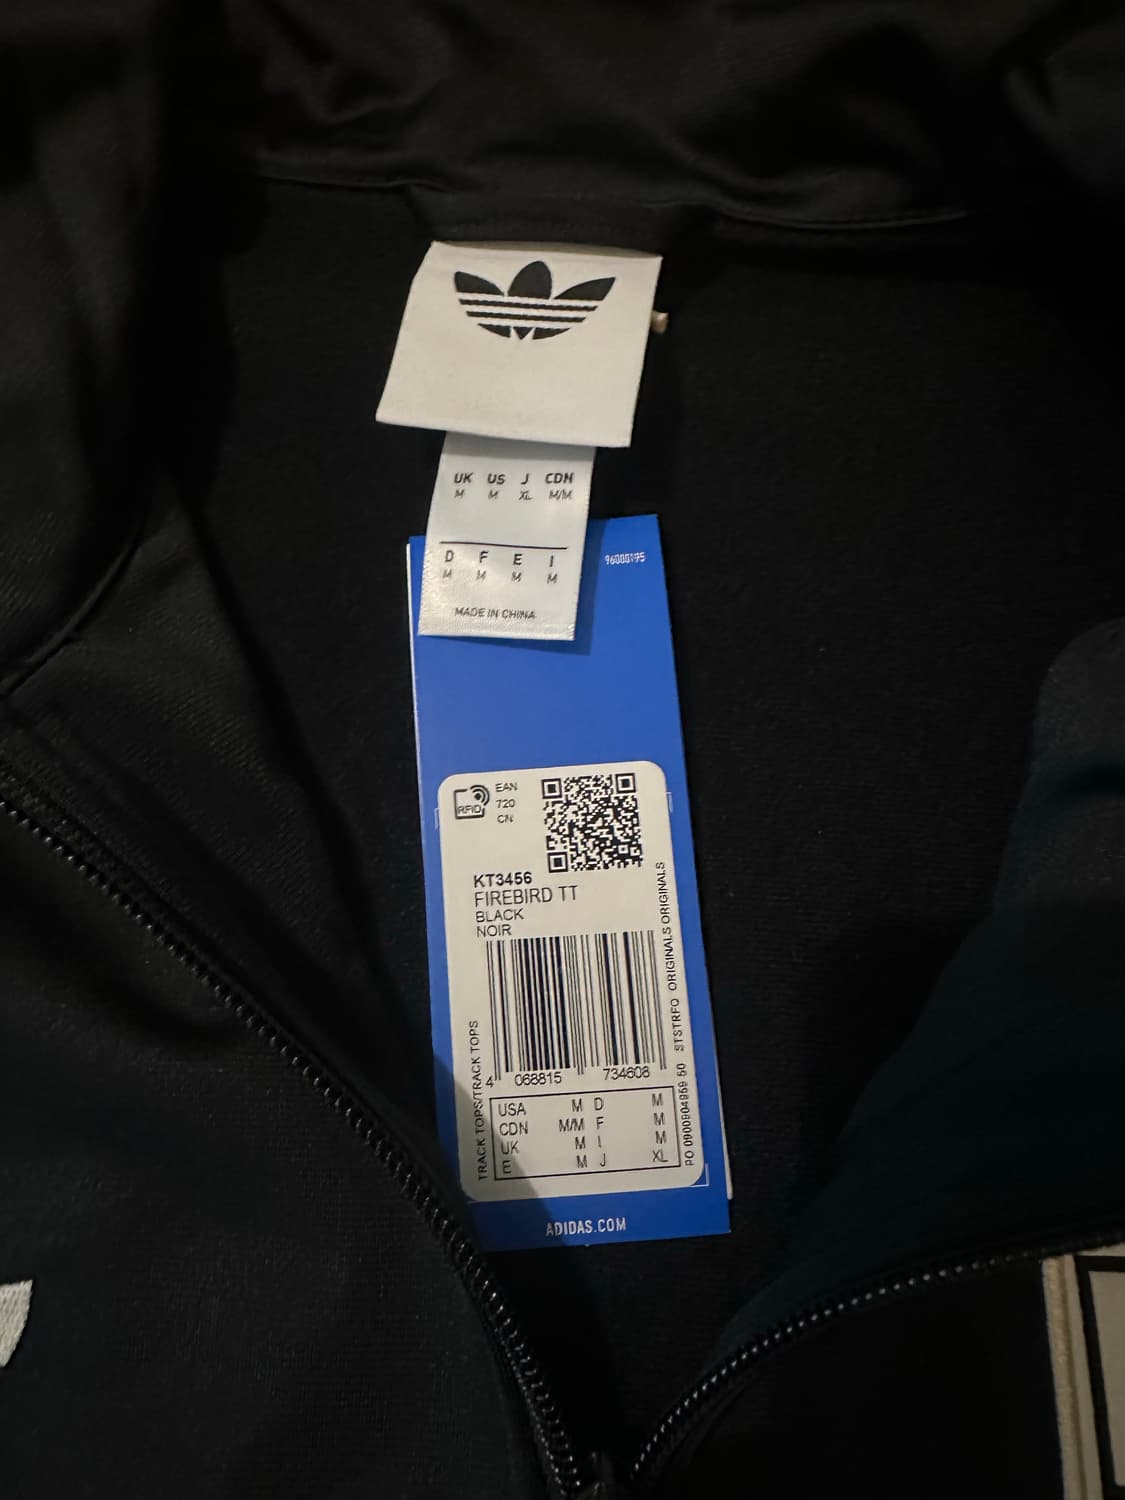 UK US J CDN
M M XL M/M
D F E I
M M M M
MADE IN CHINA
96000195
RFID
EAN
720
CN
KT3456
FIREBIRD TT
BLACK
NOIR
TRACK TOPS/TRACK TOPS
4 068815 734608
USA M D M
CDN M/M F M
UK M I M
E M J XL
PO 0900904959 50 STSTRFO ORIGINALS ORIGINALS
ADIDAS.COM